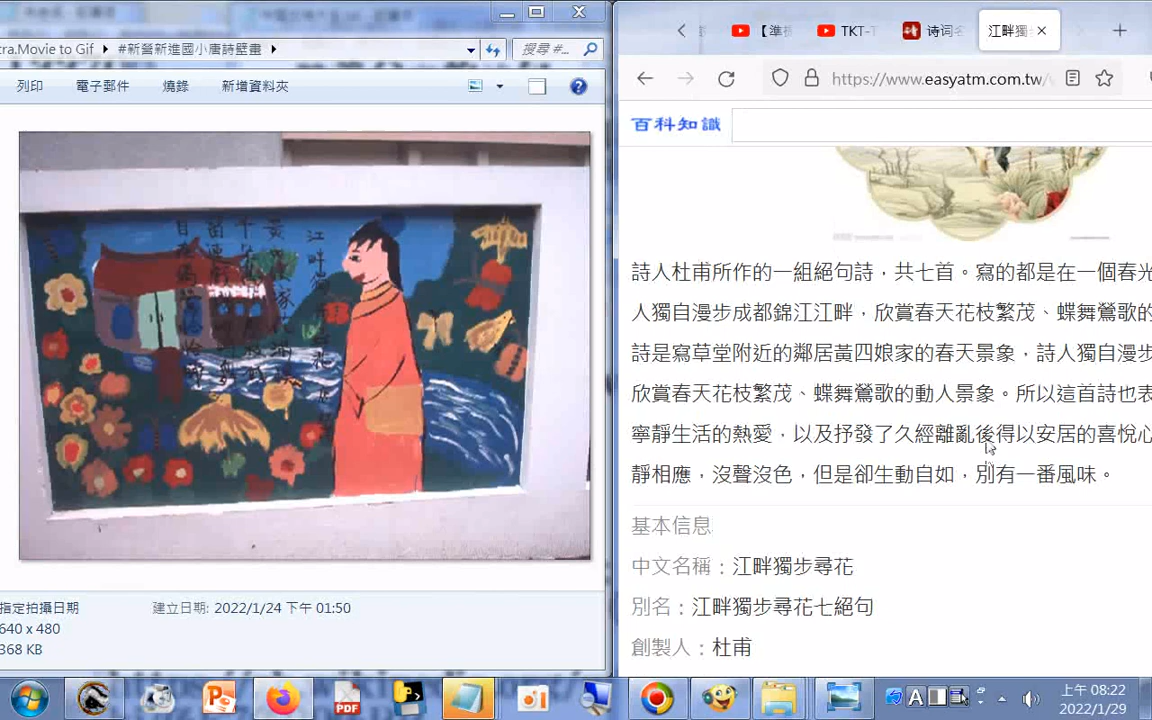 tra.Movie to Gif ▸ #新營新進國小唐詩壁畫 ▸
搜尋 #...
列印 電子郵件 燒錄 新增資料夾
江畔獨
指定拍攝日期 建立日期: 2022/1/24 下午 01:50
640 x 480
368 KB
【準 TKT- 诗词名 江畔獨
https://www.easyatm.com.tw/
百科知識
詩人杜甫所作的一組絕句詩，共七首。寫的都是在一個春光
人獨自漫步成都錦江江畔，欣賞春天花枝繁茂、蝶舞鶯歌的
詩是寫草堂附近的鄰居黃四娘家的春天景象，詩人獨自漫步
欣賞春天花枝繁茂、蝶舞鶯歌的動人景象。所以這首詩也表
寧靜生活的熱愛，以及抒發了久經離亂後得以安居的喜悅心
靜相應，沒聲沒色，但是卻生動自如，別有一番風味。
基本信息
中文名稱：江畔獨步尋花
別名：江畔獨步尋花七絕句
創製人：杜甫
PDF
A
上午 08:22
2022/1/29